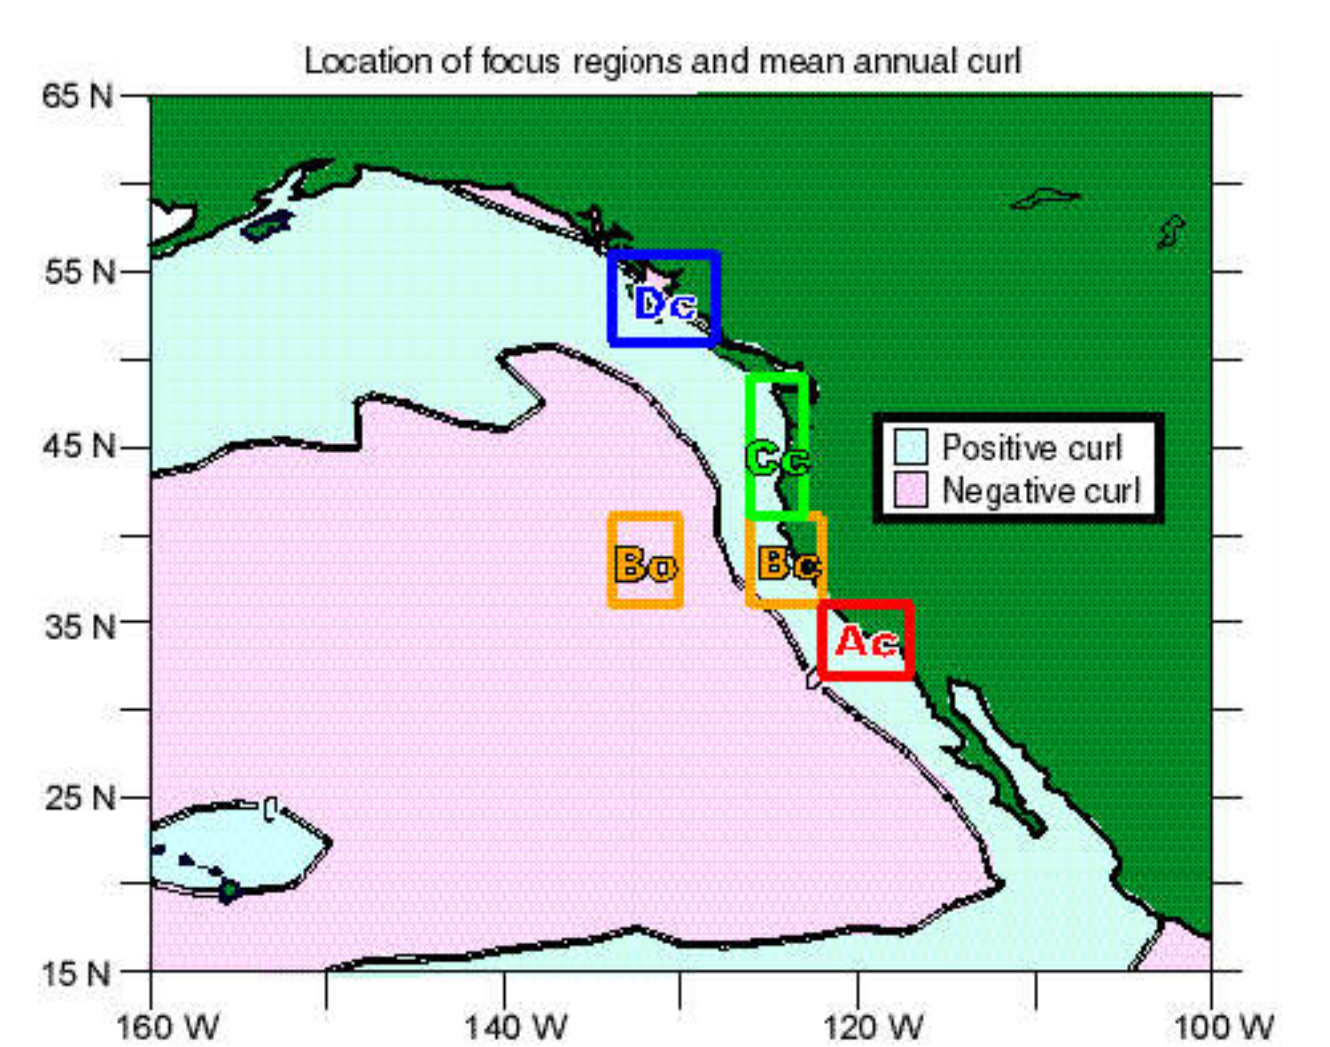 Location of focus regions and mean annual curl
65 N
55 N
Dc
45 N
Cc
Positive curl
Negative curl
Bo
Bc
35 N
Ac
25 N
15 N
160 W
140 W
120 W
100 W